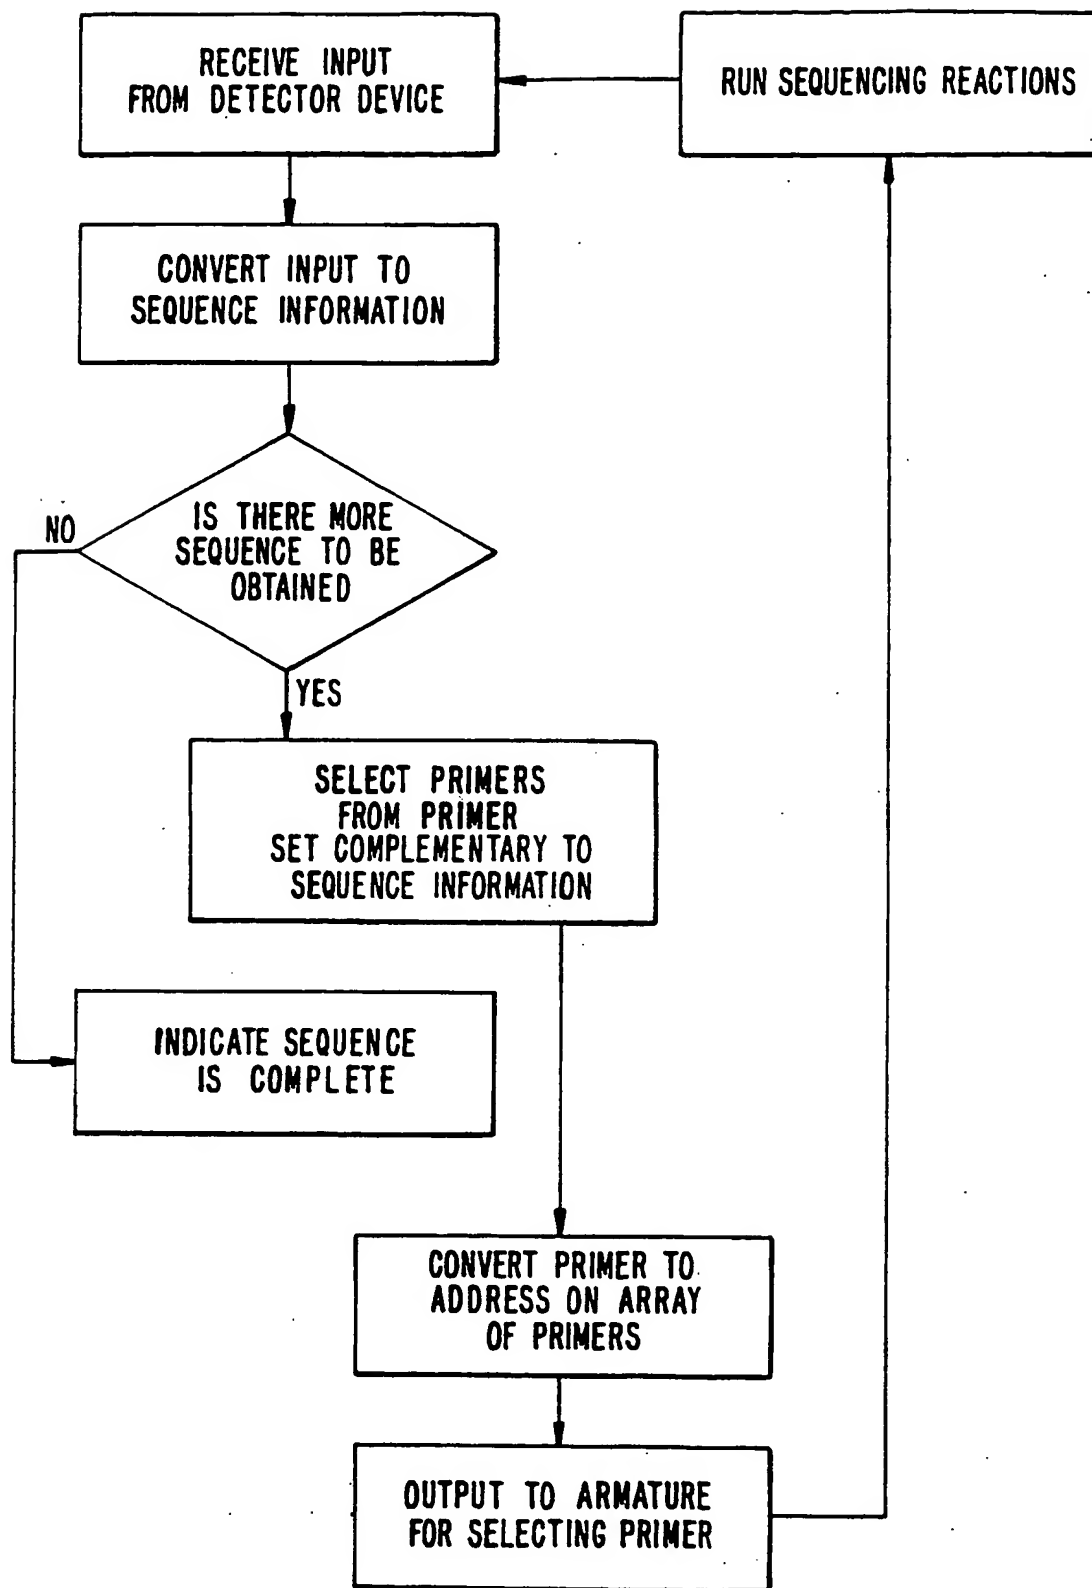 RECEIVE INPUT
FROM DETECTOR DEVICE
RUN SEQUENCING REACTIONS
CONVERT INPUT TO
SEQUENCE INFORMATION
IS THERE MORE
SEQUENCE TO BE
OBTAINED
NO
YES
SELECT PRIMERS
FROM PRIMER
SET COMPLEMENTARY TO
SEQUENCE INFORMATION
INDICATE SEQUENCE
IS COMPLETE
CONVERT PRIMER TO
ADDRESS ON ARRAY
OF PRIMERS
OUTPUT TO ARMATURE
FOR SELECTING PRIMER